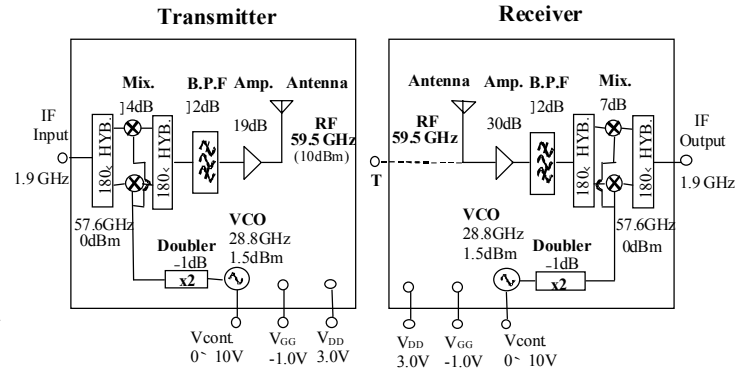 Transmitter
Receiver
Mix.
]4dB
B.P.F
]2dB
Amp.
19dB
Antenna
RF
59.5 GHz
(10dBm)
IF
Input
1.9 GHz
180< HYB.
180< HYB.
57.6GHz
0dBm
Doubler
-1dB
x2
VCO
28.8GHz
1.5dBm
Vcont.
0~ 10V
VGG
-1.0V
VDD
3.0V
Antenna
RF
59.5 GHz
T
Amp.
30dB
B.P.F
]2dB
Mix.
7dB
180< HYB.
180< HYB.
IF
Output
1.9 GHz
57.6GHz
0dBm
VCO
28.8GHz
1.5dBm
Doubler
-1dB
x2
VDD
3.0V
VGG
-1.0V
Vcont
0~ 10V